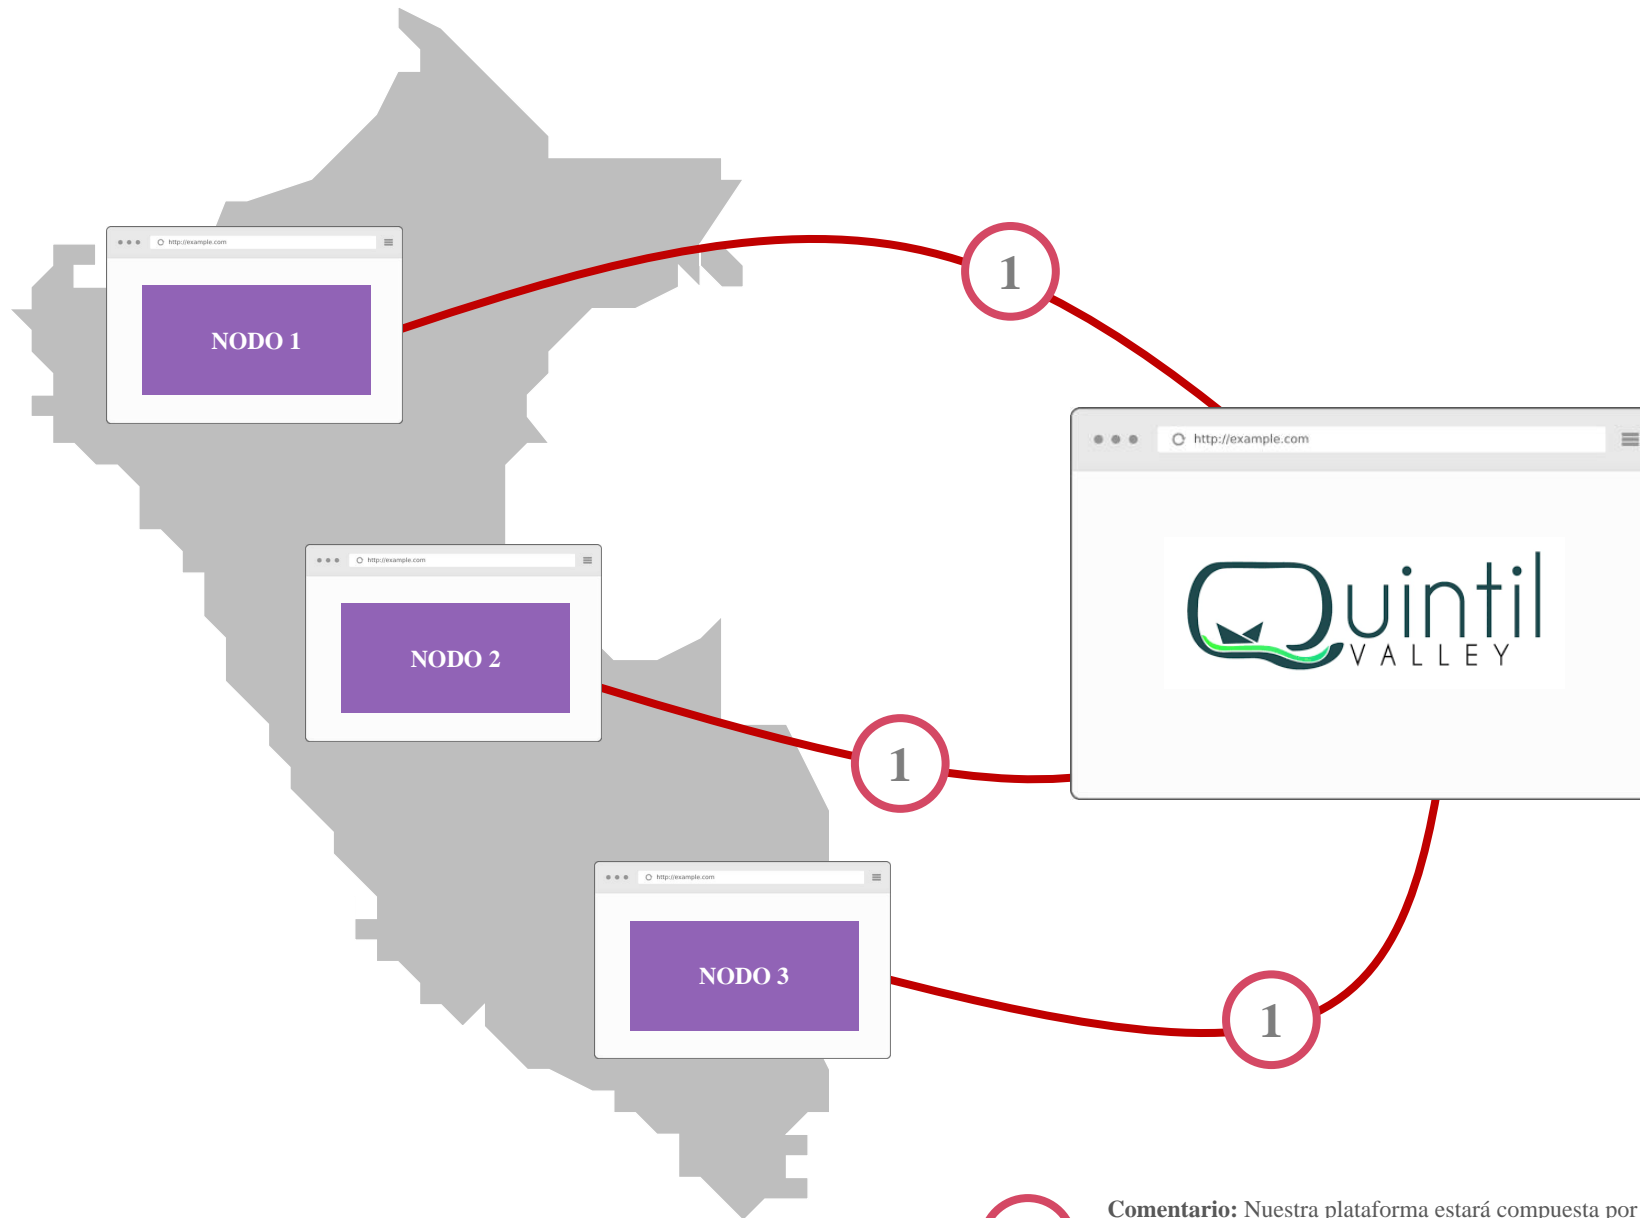 http://example.com
NODO 1
1
http://example.com
Quintil
VALLEY
http://example.com
NODO 2
1
http://example.com
NODO 3
1
Comentario: Nuestra plataforma estará compuesta por